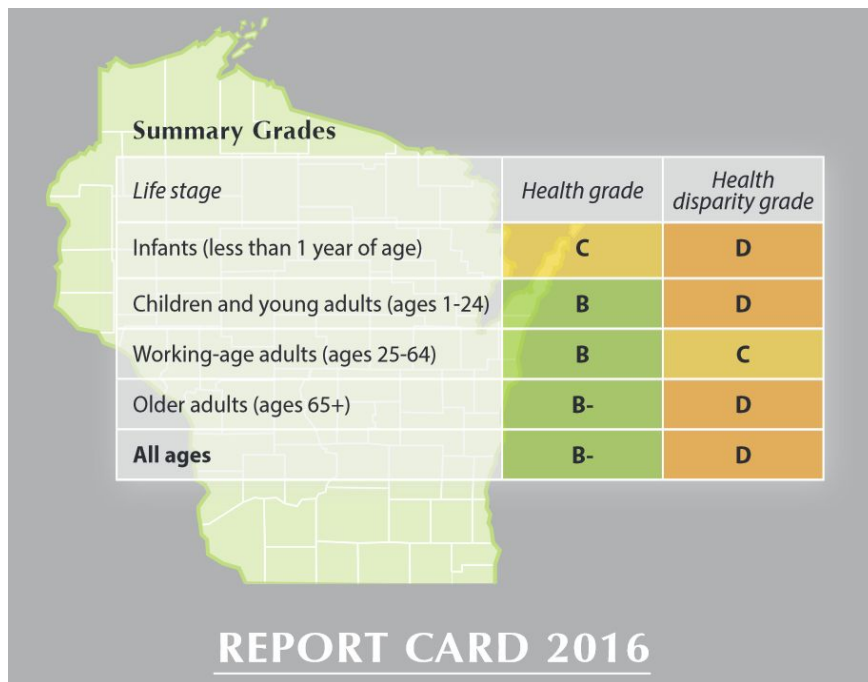 Summary Grades
Life stage Health grade Health disparity grade
Infants (less than 1 year of age) C D
Children and young adults (ages 1-24) B D
Working-age adults (ages 25-64) B C
Older adults (ages 65+) B- D
All ages B- D
REPORT CARD 2016